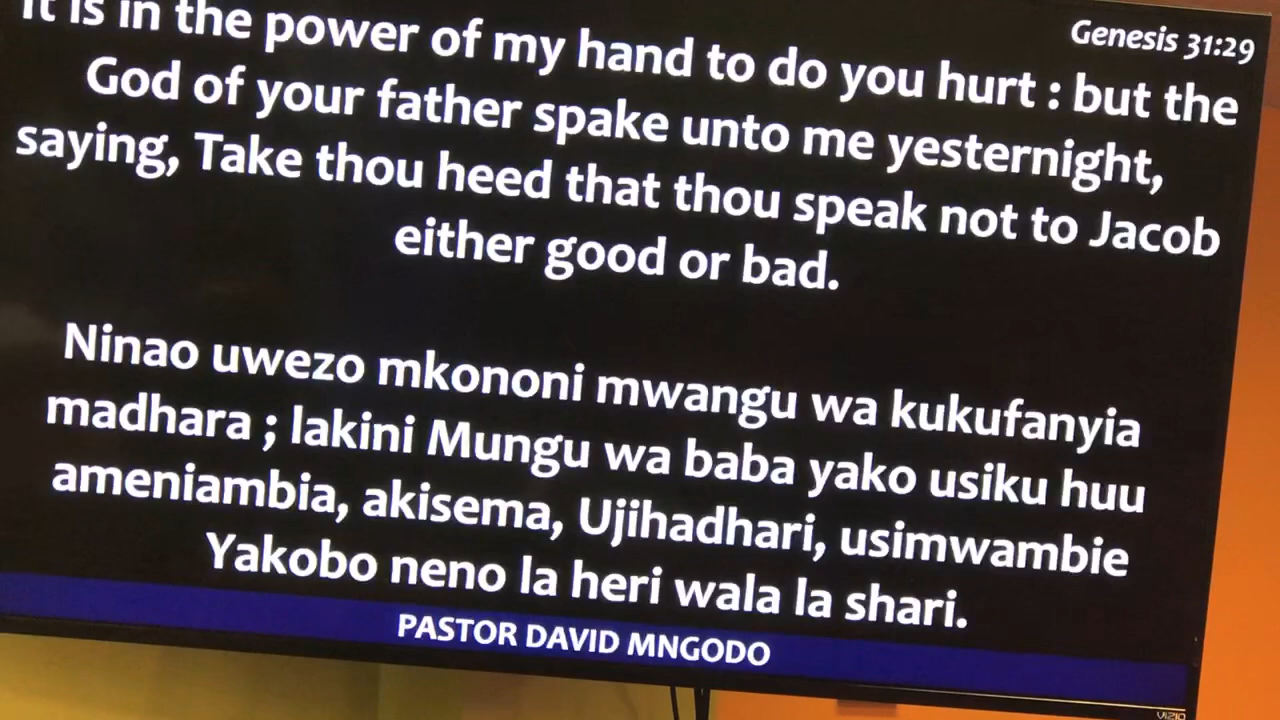 Genesis 31:29
It is in the power of my hand to do you hurt : but the
God of your father spake unto me yesternight,
saying, Take thou heed that thou speak not to Jacob
either good or bad.
Ninao uwezo mkononi mwangu wa kukufanyia
madhara ; lakini Mungu wa baba yako usiku huu
ameniambia, akisema, Ujihadhari, usimwambie
Yakobo neno la heri wala la shari.
PASTOR DAVID MNGODO
VIZIO